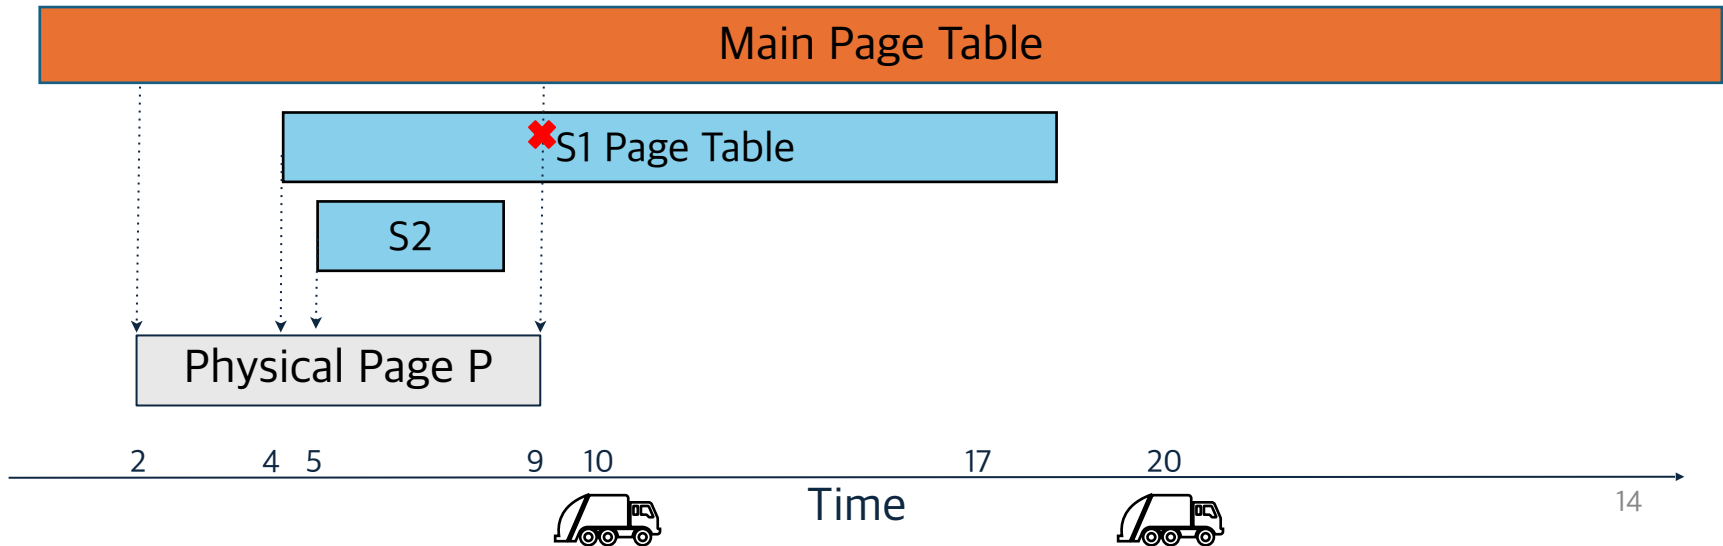 Main Page Table
S1 Page Table
S2
Physical Page P
2 4 5 9 10 17 20
Time
14